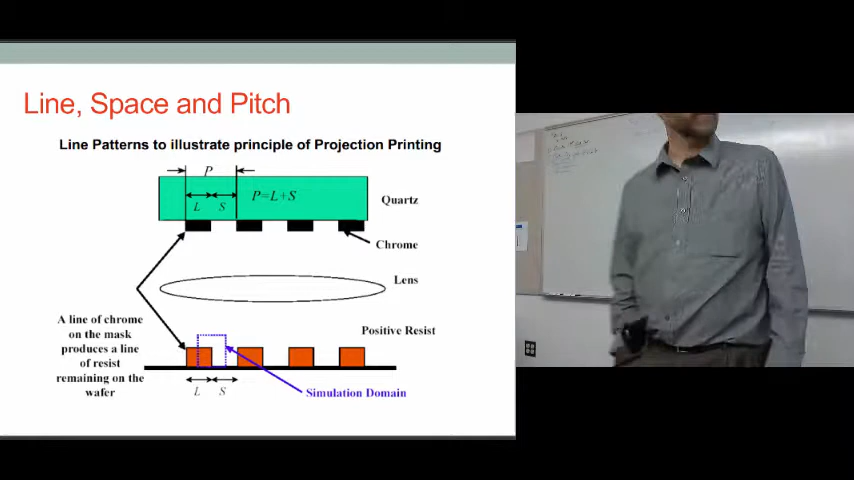 Line, Space and Pitch
Line Patterns to illustrate principle of Projection Printing
P
P=L+S
L
S
Quartz
Chrome
Lens
A line of chrome
on the mask
produces a line
of resist
remaining on the
wafer
Positive Resist
L
S
Simulation Domain